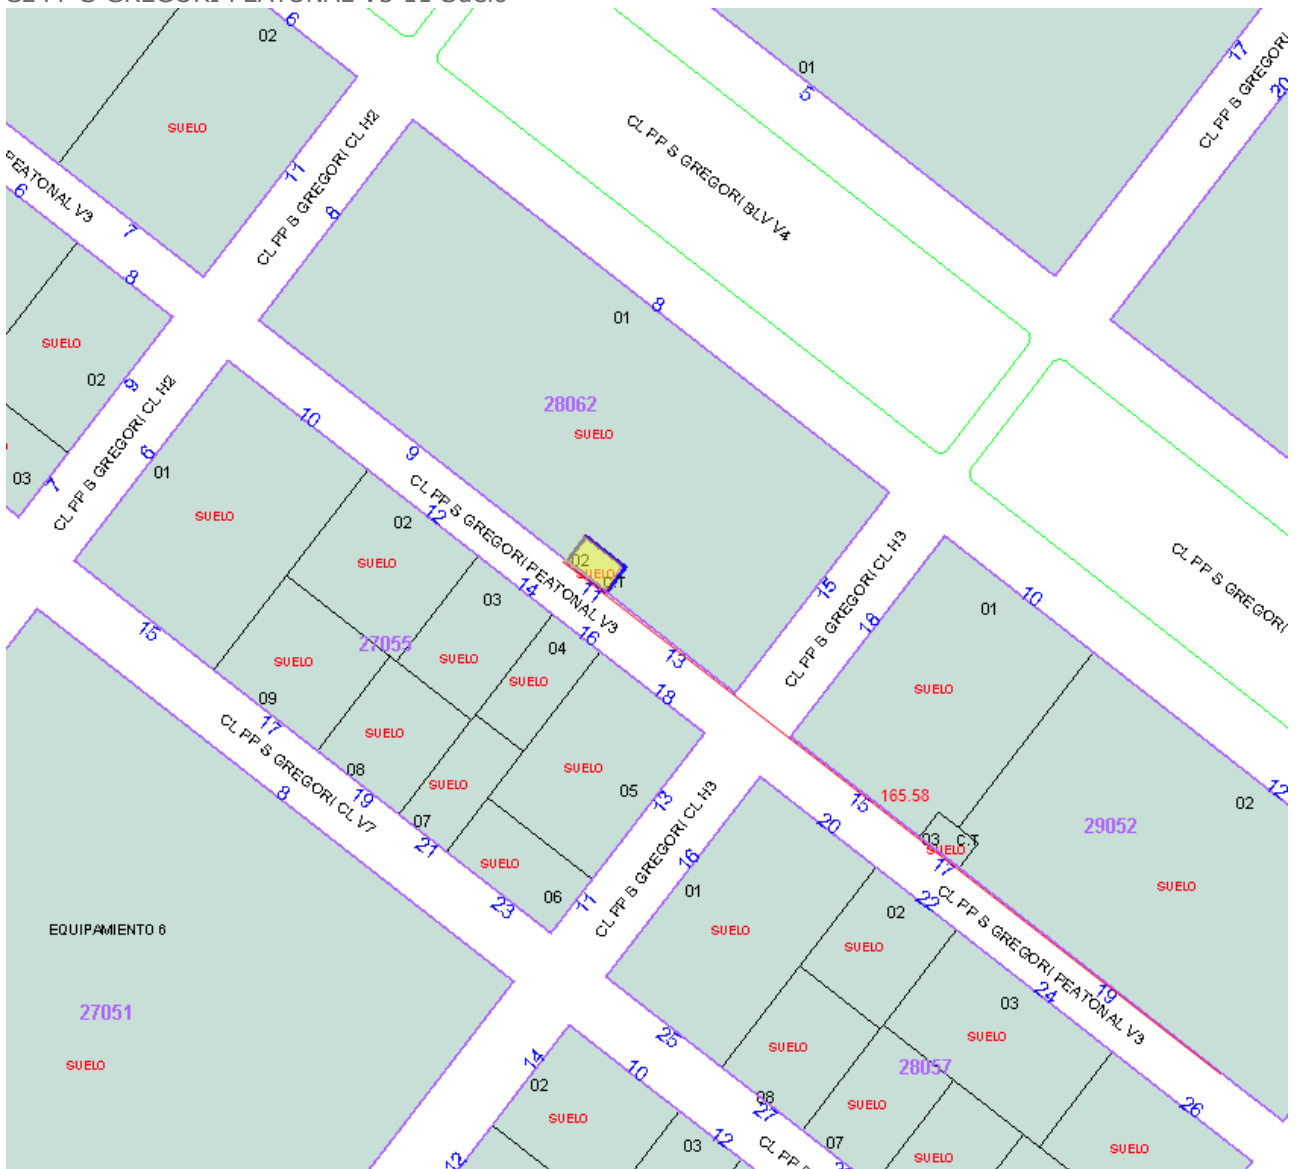 02
6
01
5
17
CL PP S GREGORI
20
SUELO
11
CL PP S GREGORI CL H2
CL PP S GREGORI BLV V4
PEATONAL V3
6
7
8
8
01
8
SUELO
02
9
CL PP S GREGORI CL H2
03
7
28062
SUELO
10
9
6
01
SUELO
CL PP S GREGORI PEATONAL V3
12
02
SUELO
02
SUELO
C.T
11
14
03
16
27055
SUELO
04
SUELO
13
18
15
CL PP S GREGORI CL H3
18
01
10
CL PP S GREGORI
SUELO
15
SUELO
09
17
CL PP S GREGORI CL V7
8
SUELO
08
19
SUELO
07
21
SUELO
05
13
SUELO
06
23
11
CL PP S GREGORI CL H3
16
165.58
15
20
03
C.T
SUELO
17
29052
02
12
SUELO
01
SUELO
02
SUELO
22
CL PP S GREGORI PEATONAL V3
19
24
03
SUELO
EQUIPAMIENTO 6
27051
SUELO
14
02
10
SUELO
25
SUELO
28057
08
27
SUELO
26
03
12
12
07
SUELO
SUELO